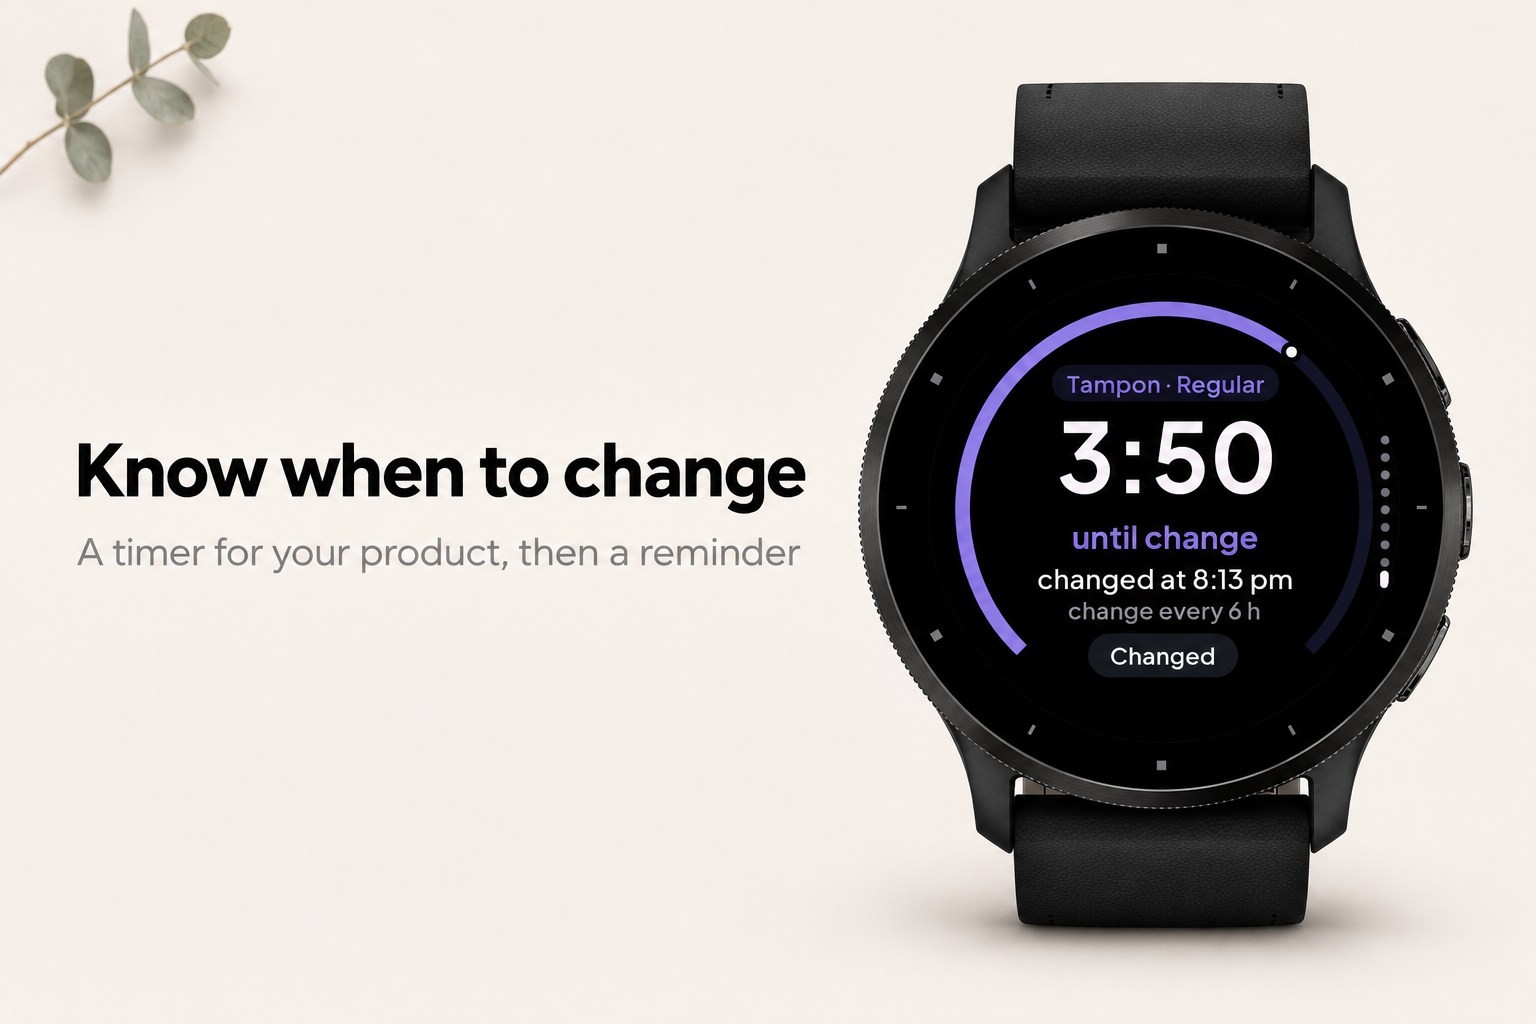 Know when to change
A timer for your product, then a reminder
Tampon · Regular
3:50
until change
changed at 8:13 pm
change every 6 h
Changed